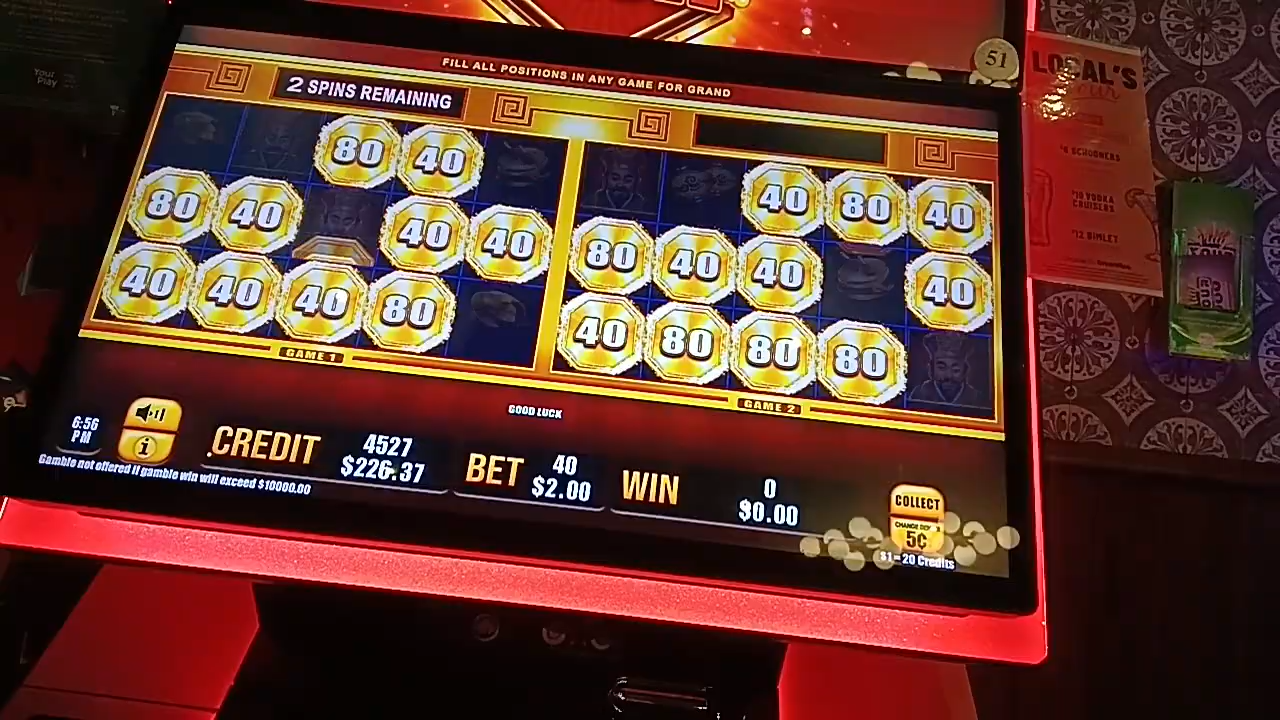 Your
Play
51
LOCAL'S
FILL ALL POSITIONS IN ANY GAME FOR GRAND
2 SPINS REMAINING
80 40
80 40 40 40
40 40 40 80
GAME 1
40 80 40
80 40 40 40
40 80 80 80
GAME 2
$10 VODKA
CRUISERS
GOOD LUCK
6:56
PM
i
CREDIT 4527
$226.37
BET 40
$2.00
WIN 0
$0.00
COLLECT
5¢
$1=20 Credits
Gamble not offered if gamble win will exceed $10000.00